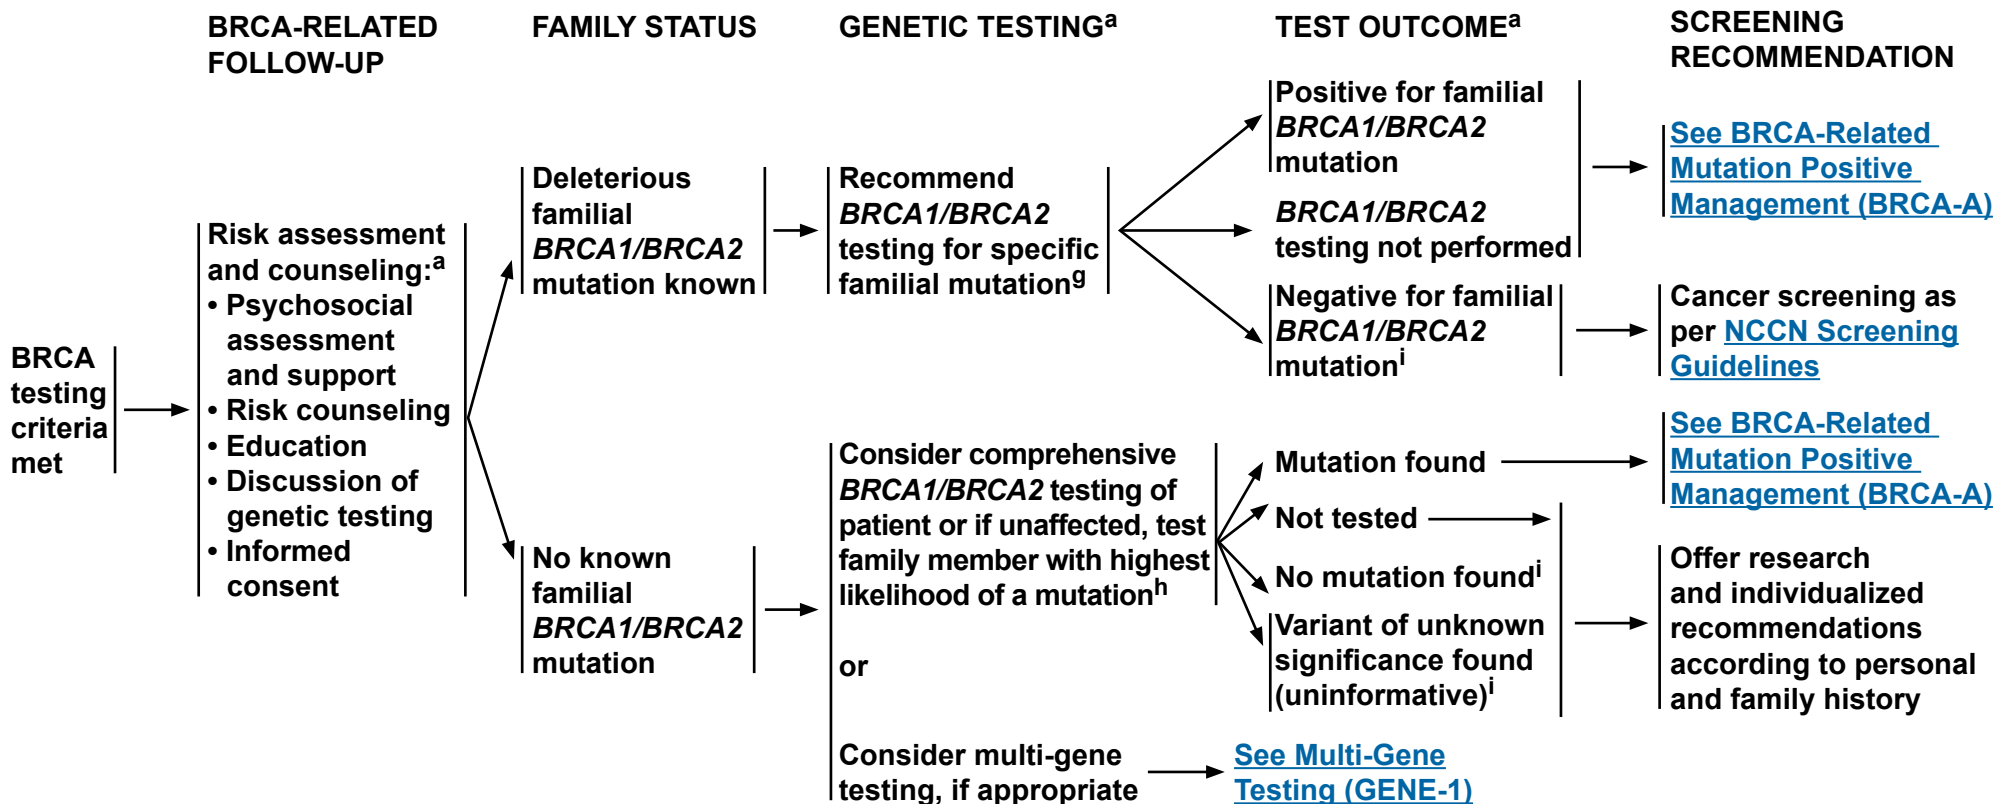 BRCA-RELATED
FOLLOW-UP
FAMILY STATUS
GENETIC TESTINGᵃ
TEST OUTCOMEᵃ
SCREENING
RECOMMENDATION
BRCA
testing
criteria
met
Risk assessment
and counseling:ᵃ
• Psychosocial
assessment
and support
• Risk counseling
• Education
• Discussion of
genetic testing
• Informed
consent
Deleterious
familial
BRCA1/BRCA2
mutation known
Recommend
BRCA1/BRCA2
testing for specific
familial mutationᵍ
Positive for familial
BRCA1/BRCA2
mutation
BRCA1/BRCA2
testing not performed
See BRCA-Related
Mutation Positive
Management (BRCA-A)
Negative for familial
BRCA1/BRCA2
mutationⁱ
Cancer screening as
per NCCN Screening
Guidelines
No known
familial
BRCA1/BRCA2
mutation
Consider comprehensive
BRCA1/BRCA2 testing of
patient or if unaffected, test
family member with highest
likelihood of a mutationʰ
or
Consider multi-gene
testing, if appropriate
Mutation found
See BRCA-Related
Mutation Positive
Management (BRCA-A)
Not tested
No mutation foundⁱ
Variant of unknown
significance found
(uninformative)ⁱ
Offer research
and individualized
recommendations
according to personal
and family history
See Multi-Gene
Testing (GENE-1)